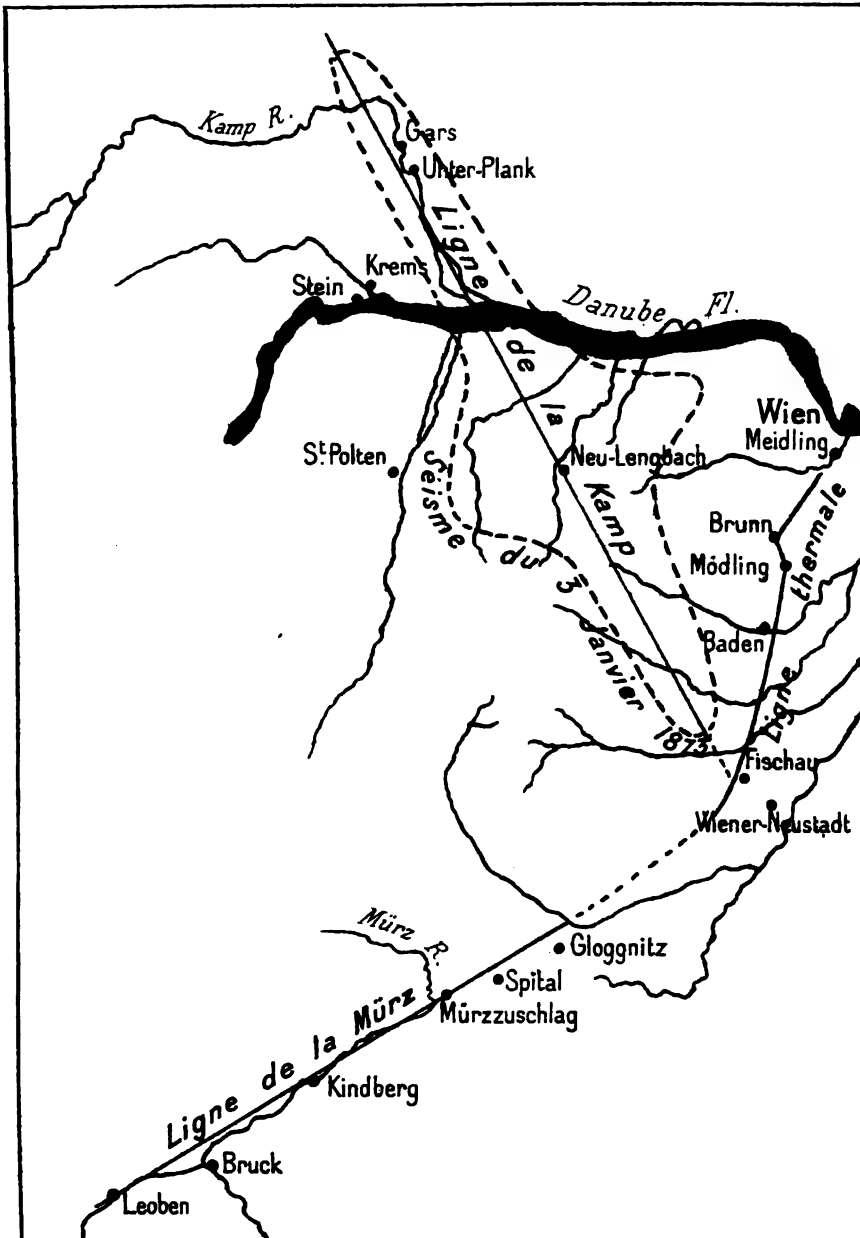 Kamp R.
Gars
Unter-Plank
Ligne de la Kamp
Krems
Stein
Danube Fl.
Wien
Meidling
St. Polten
Neu-Lengbach
Séisme du 3 Janvier 1873
Brunn
Mödling
Baden
Ligne thermale
Fischau
Wiener-Neustadt
Mürz R.
Gloggnitz
Spital
Mürzzuschlag
Ligne de la Mürz
Kindberg
Bruck
Leoben